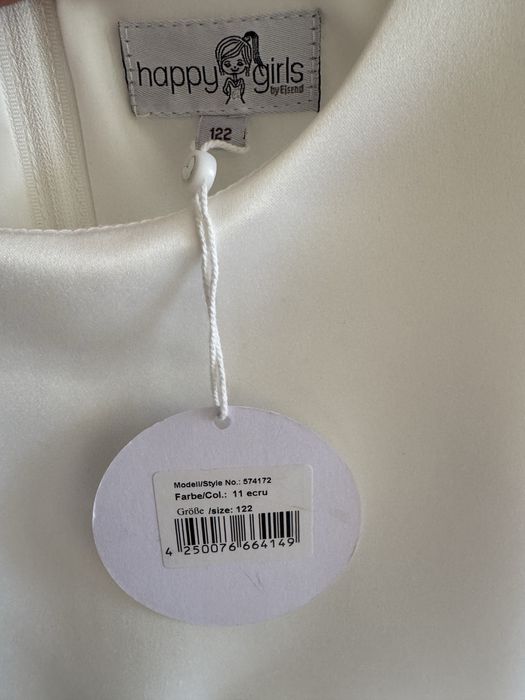 happy girls
by Eisend
122
Modell/Style No.: 574172
Farbe/Col.: 11 ecru
Größe /size: 122
4 250076 664149